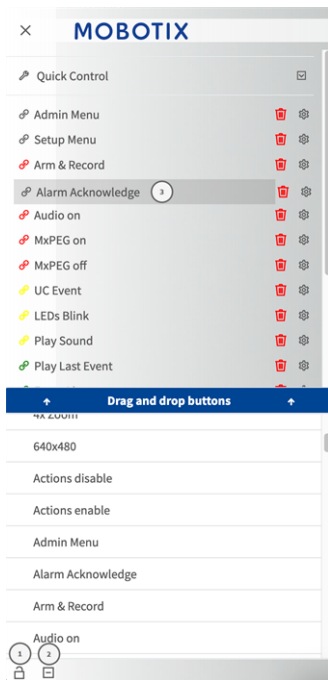 MOBOTIX
Quick Control
Admin Menu
Setup Menu
Arm & Record
Alarm Acknowledge 3
Audio on
MxPEG on
MxPEG off
UC Event
LEDs Blink
Play Sound
Play Last Event
Drag and drop buttons
4x Zoom
640x480
Actions disable
Actions enable
Admin Menu
Alarm Acknowledge
Arm & Record
Audio on
1 2